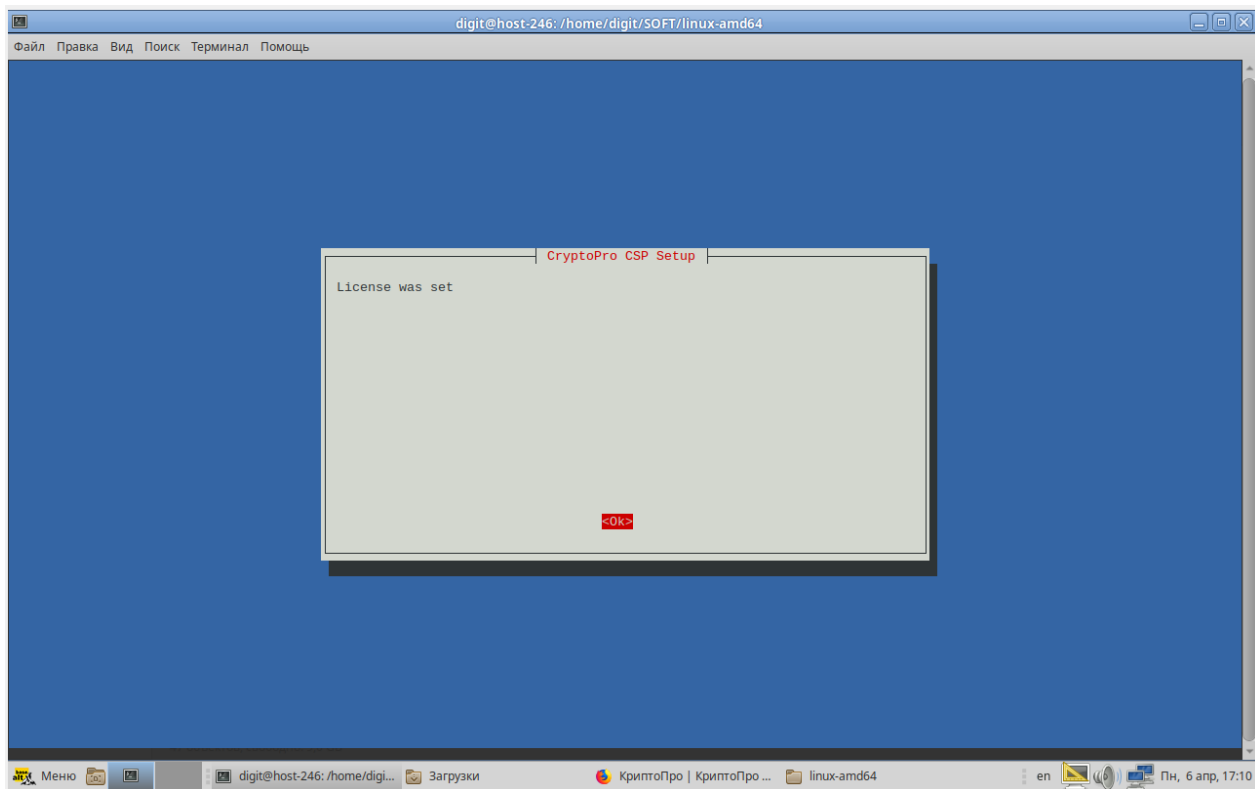 digit@host-246: /home/digit/SOFT/linux-amd64
Файл Правка Вид Поиск Терминал Помощь
CryptoPro CSP Setup
License was set
<Ok>
Меню digit@host-246: /home/digi... Загрузки КриптоПро | КриптоПро ... linux-amd64 en Пн, 6 апр, 17:10